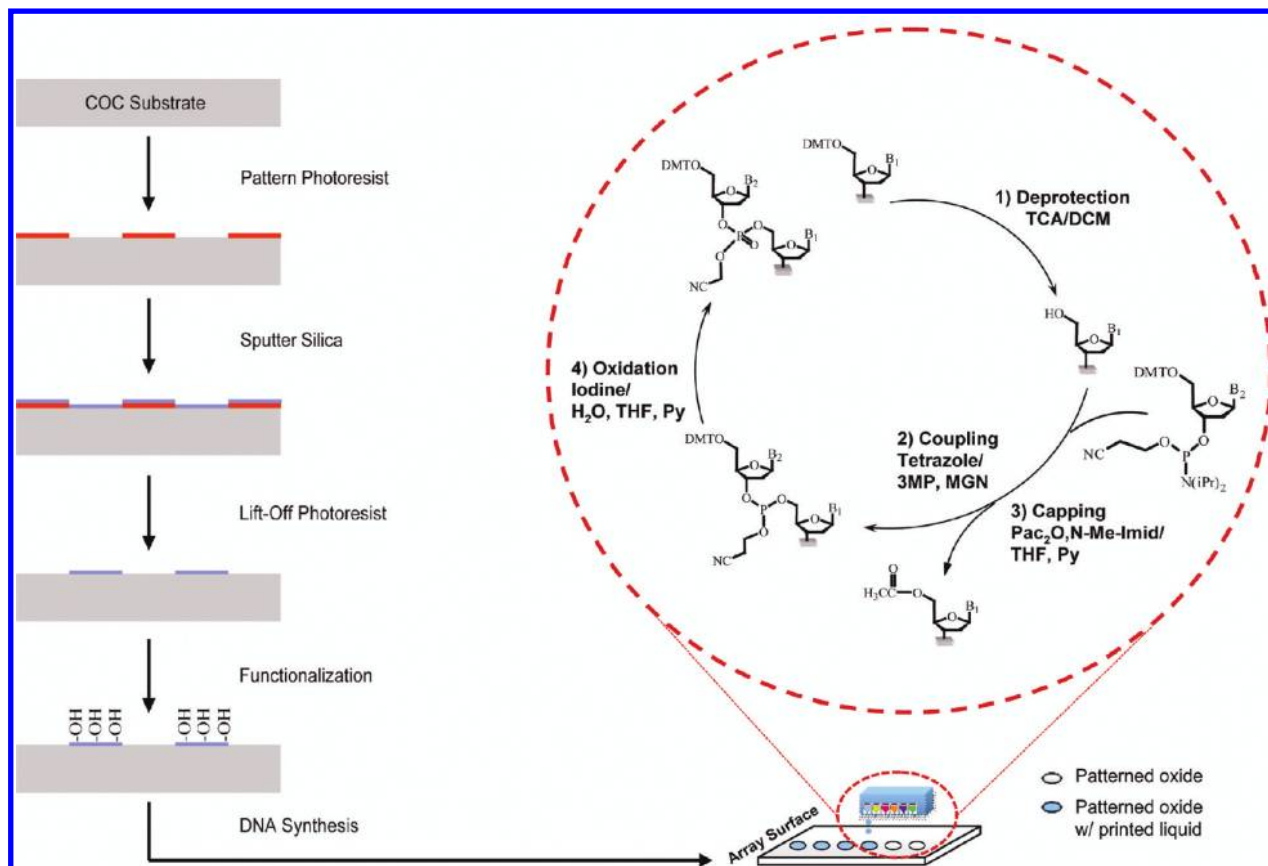 COC Substrate
Pattern Photoresist
Sputter Silica
Lift-Off Photoresist
Functionalization
-OH
-OH
-OH
-OH
-OH
-OH
DNA Synthesis
DMTO
O
B₁
1) Deprotection
TCA/DCM
HO
O
B₁
DMTO
O
B₂
O
NC
O
P
N(iPr)₂
2) Coupling
Tetrazole/
3MP, MGN
3) Capping
Pac₂O,N-Me-Imid/
THF, Py
O
H₃CC
O
O
B₁
DMTO
O
B₂
O
P
O
O
B₁
O
NC
4) Oxidation
Iodine/
H₂O, THF, Py
DMTO
O
B₂
O
O
P
O
O
B₁
O
NC
Array Surface
Patterned oxide
Patterned oxide
w/ printed liquid